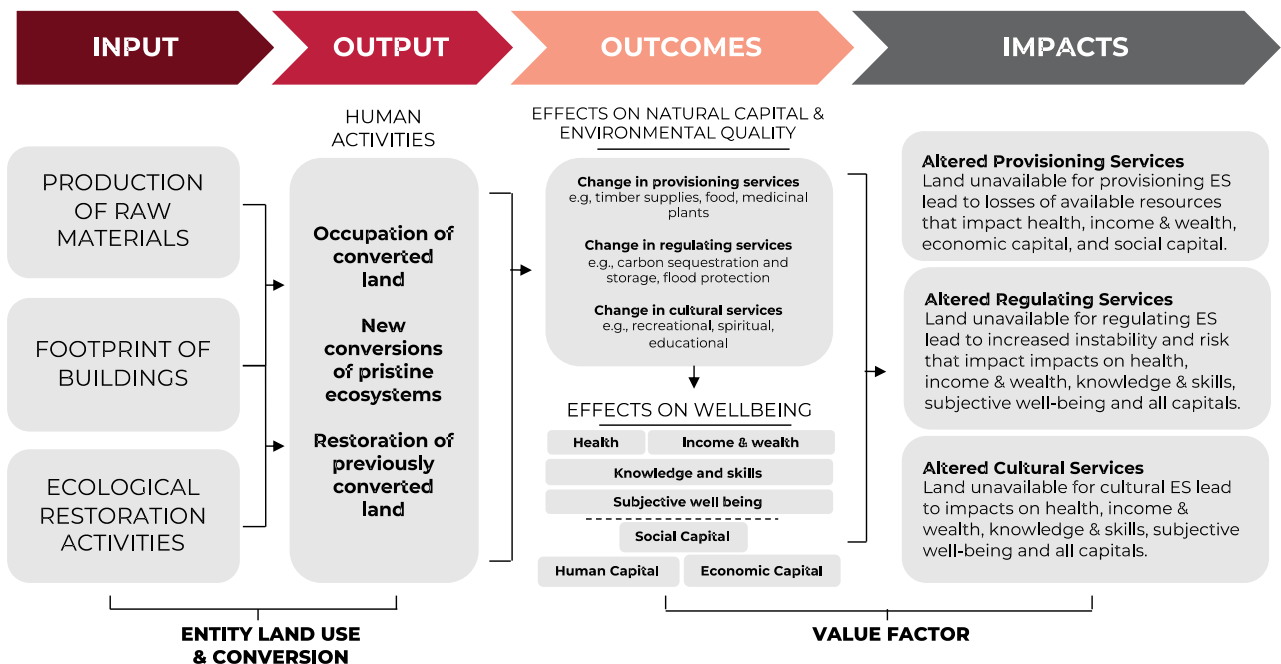 INPUT
OUTPUT
OUTCOMES
IMPACTS
PRODUCTION
OF RAW
MATERIALS
FOOTPRINT OF
BUILDINGS
ECOLOGICAL
RESTORATION
ACTIVITIES
HUMAN
ACTIVITIES
Occupation of
converted
land
New
conversions
of pristine
ecosystems
Restoration of
previously
converted
land
EFFECTS ON NATURAL CAPITAL &
ENVIRONMENTAL QUALITY
Change in provisioning services
e.g, timber supplies, food, medicinal
plants
Change in regulating services
e.g., carbon sequestration and
storage, flood protection
Change in cultural services
e.g., recreational, spiritual,
educational
EFFECTS ON WELLBEING
Health
Income & wealth
Knowledge and skills
Subjective well being
Social Capital
Human Capital
Economic Capital
Altered Provisioning Services
Land unavailable for provisioning ES
lead to losses of available resources
that impact health, income & wealth,
economic capital, and social capital.
Altered Regulating Services
Land unavailable for regulating ES
lead to increased instability and risk
that impact impacts on health,
income & wealth, knowledge & skills,
subjective well-being and all capitals.
Altered Cultural Services
Land unavailable for cultural ES lead
to impacts on health, income &
wealth, knowledge & skills, subjective
well-being and all capitals.
ENTITY LAND USE
& CONVERSION
VALUE FACTOR